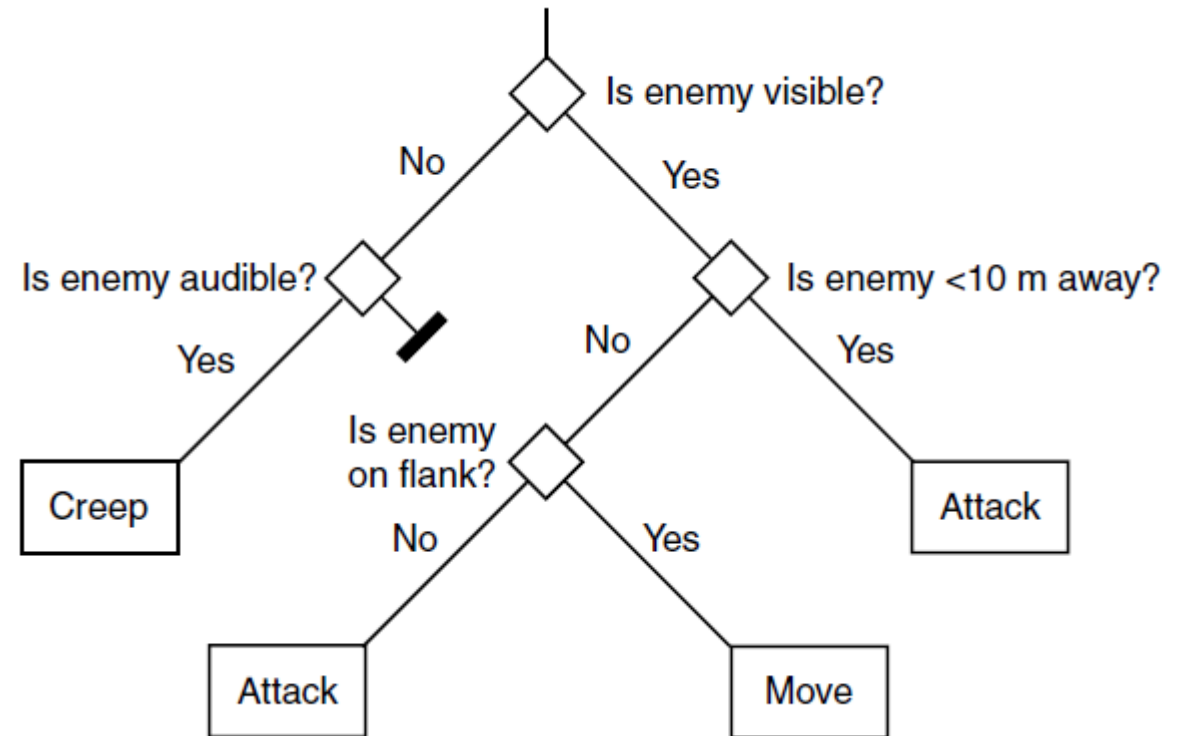 Is enemy visible?
No
Yes
Is enemy audible?
Is enemy <10 m away?
Yes
No
Yes
Is enemy
on flank?
Creep
Attack
No
Yes
Attack
Move